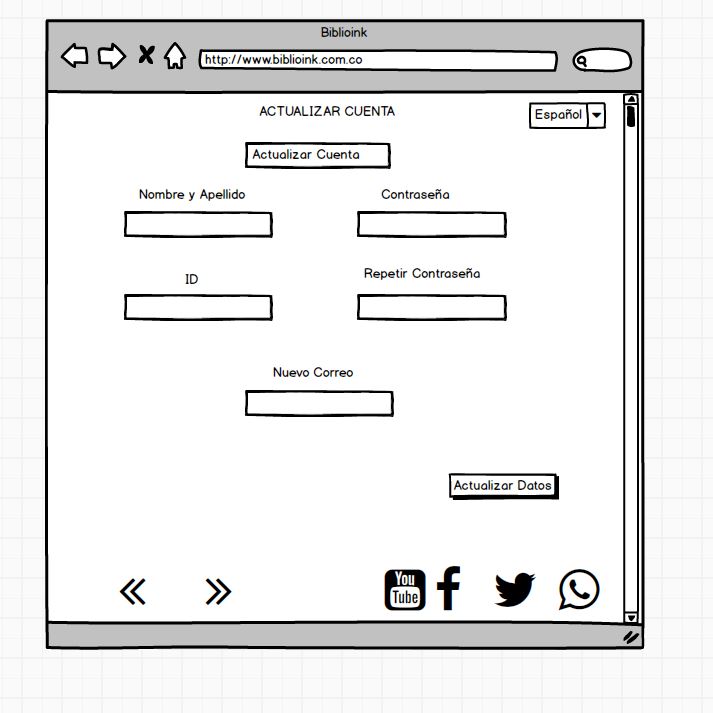 Biblioink
http://www.biblioink.com.co
ACTUALIZAR CUENTA
Español
Actualizar Cuenta
Nombre y Apellido
Contraseña
ID
Repetir Contraseña
Nuevo Correo
Actualizar Datos
You
Tube